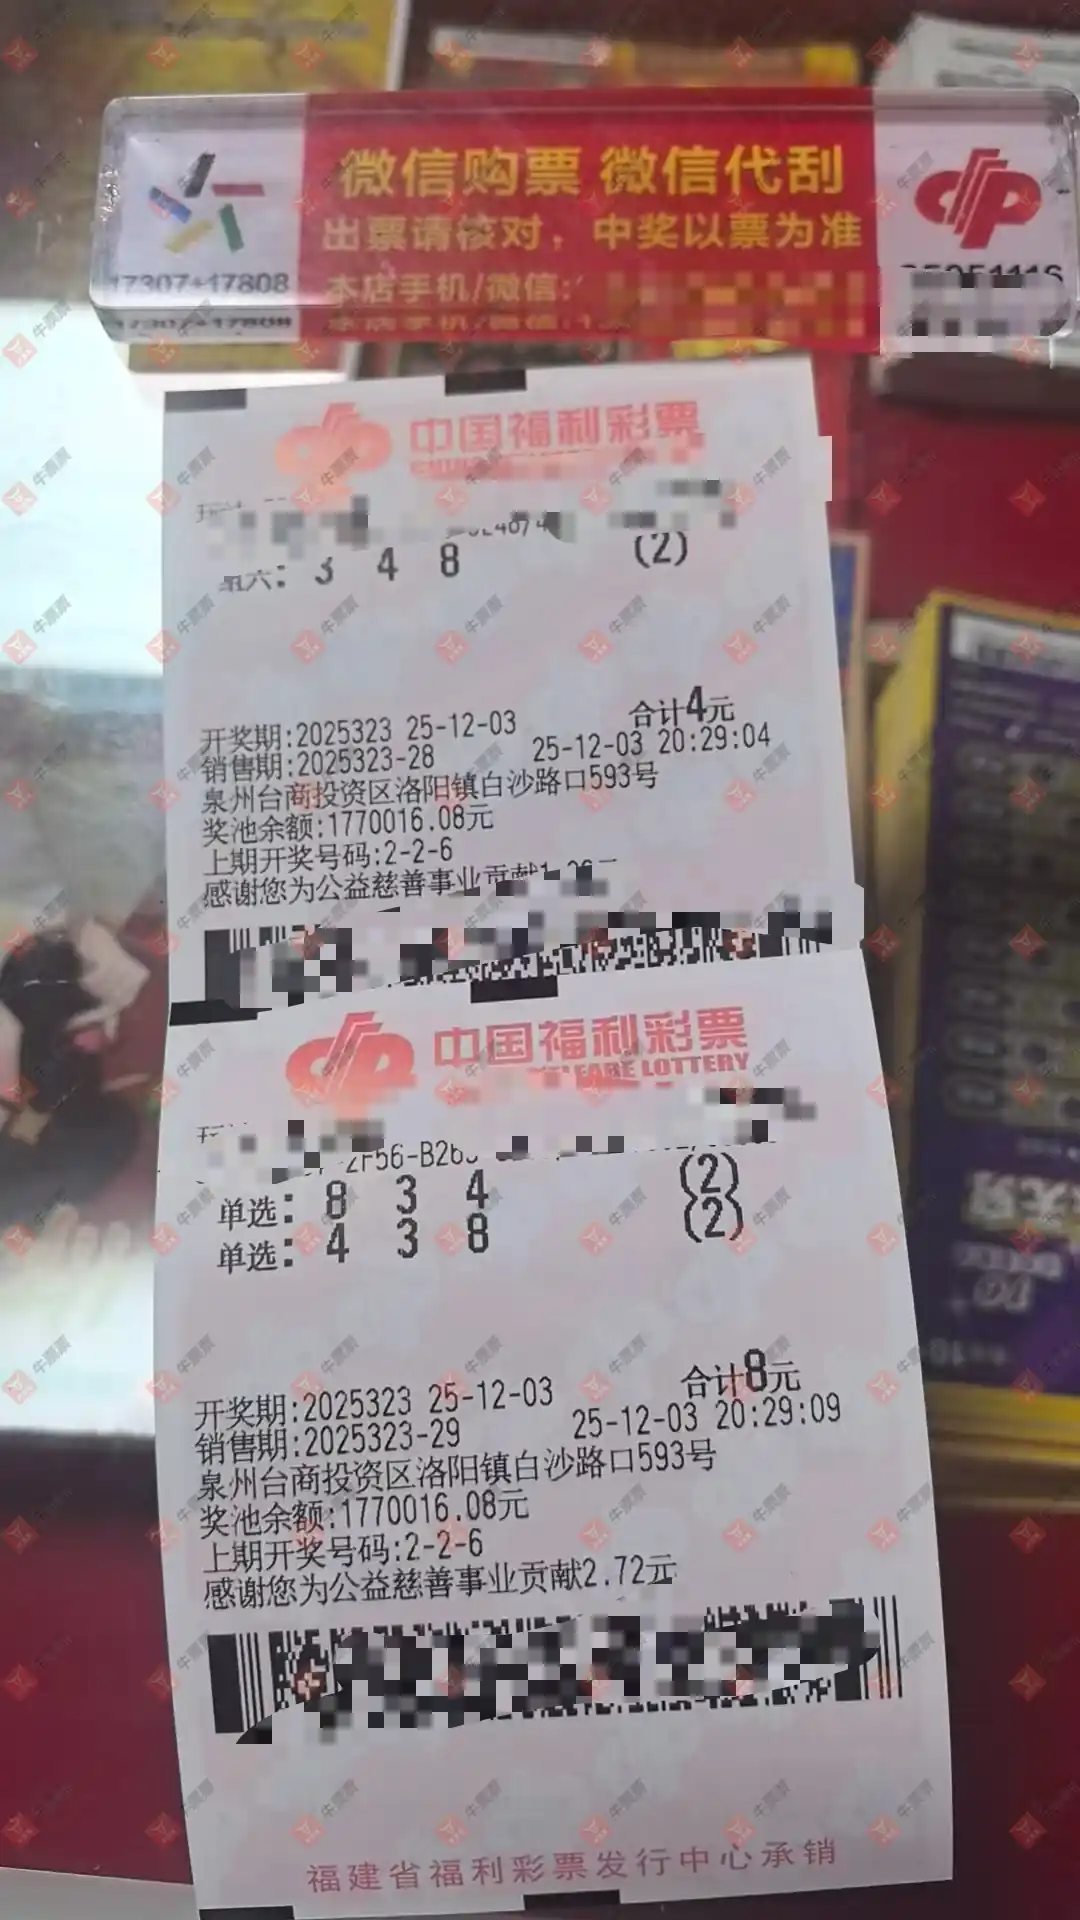 微信购票 微信代刮
出票请核对，中奖以票为准
本店手机/微信:
17307+17808
中国福利彩票
组六: 3 4 8 (2)
合计4元
开奖期:2025323 25-12-03
销售期:2025323-28 25-12-03 20:29:04
泉州台商投资区洛阳镇白沙路口593号
奖池余额:1770016.08元
上期开奖号码:2-2-6
感谢您为公益慈善事业贡献
中国福利彩票
WELFARE LOTTERY
单选: 8 3 4 (2)
单选: 4 3 8 (2)
合计8元
开奖期:2025323 25-12-03
销售期:2025323-29 25-12-03 20:29:09
泉州台商投资区洛阳镇白沙路口593号
奖池余额:1770016.08元
上期开奖号码:2-2-6
感谢您为公益慈善事业贡献2.72元
福建省福利彩票发行中心承销
牛票票